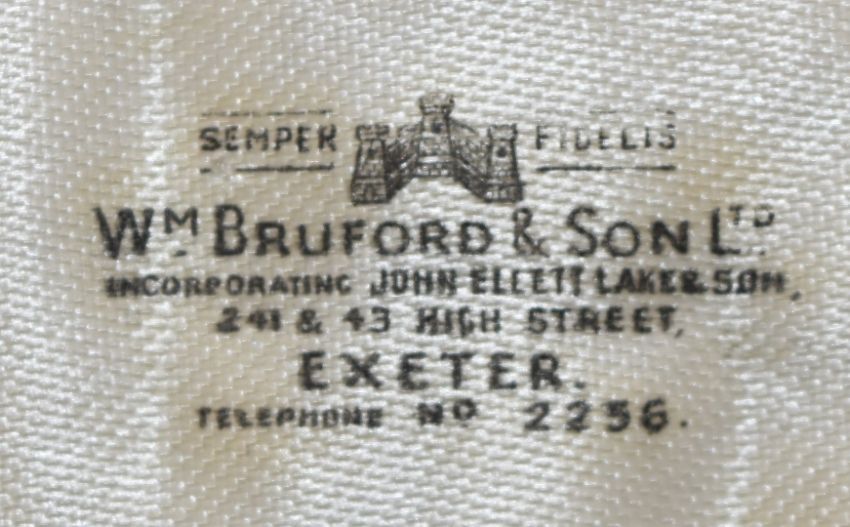 SEMPER FIDELIS
WM. BRUFORD & SON LTD.
INCORPORATING JOHN ELLETT LAKE & SON,
241 & 43 HIGH STREET,
EXETER.
TELEPHONE NO 2256.